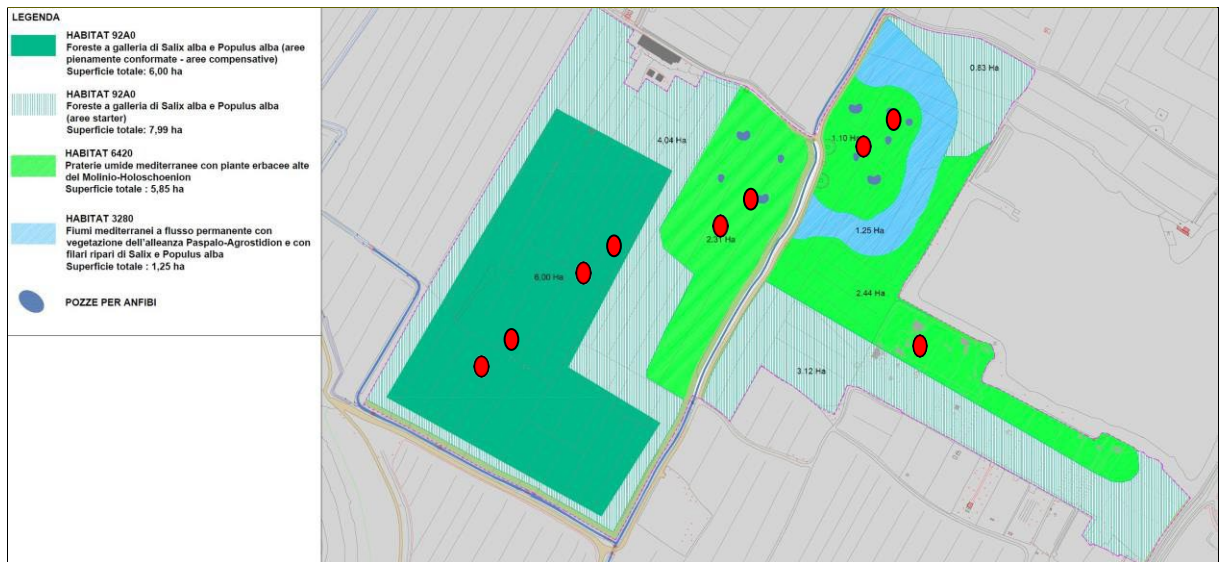 LEGENDA
HABITAT 92A0
Foreste a galleria di Salix alba e Populus alba (aree
pienamente conformate - aree compensative)
Superficie totale: 6,00 ha
HABITAT 92A0
Foreste a galleria di Salix alba e Populus alba
(aree starter)
Superficie totale: 7,99 ha
HABITAT 6420
Praterie umide mediterranee con piante erbacee alte
del Molinio-Holoschoenion
Superficie totale : 5,85 ha
HABITAT 3280
Fiumi mediterranei a flusso permanente con
vegetazione dell'alleanza Paspalo-Agrostidion e con
filari ripari di Salix e Populus alba
Superficie totale : 1,25 ha
POZZE PER ANFIBI
0.83 Ha
4,04 Ha
1.10 Ha
1.25 Ha
2.31 Ha
6,00 Ha
2.44 Ha
3.12 Ha